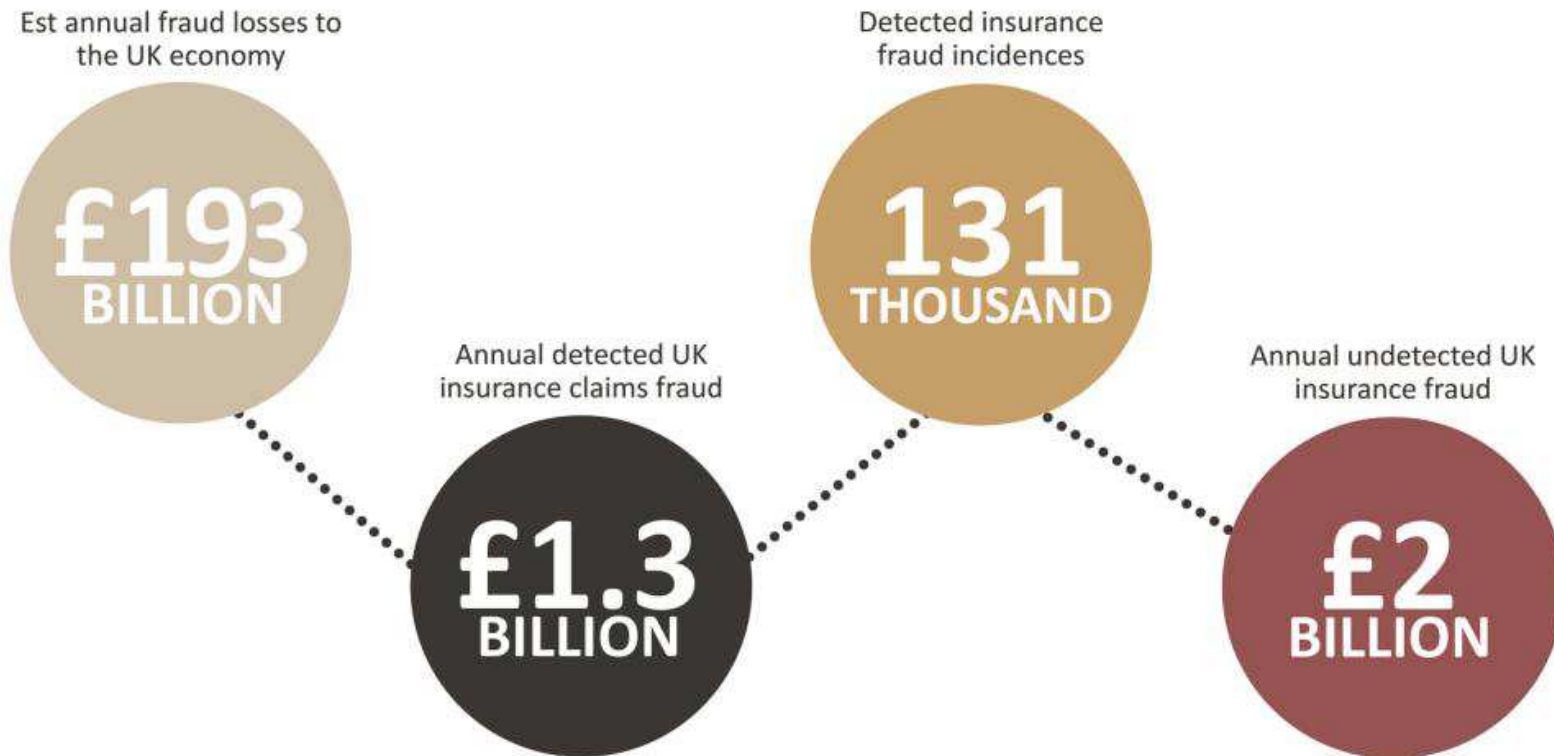 Est annual fraud losses to
the UK economy
£193
BILLION
Annual detected UK
insurance claims fraud
£1.3
BILLION
Detected insurance
fraud incidences
131
THOUSAND
Annual undetected UK
insurance fraud
£2
BILLION